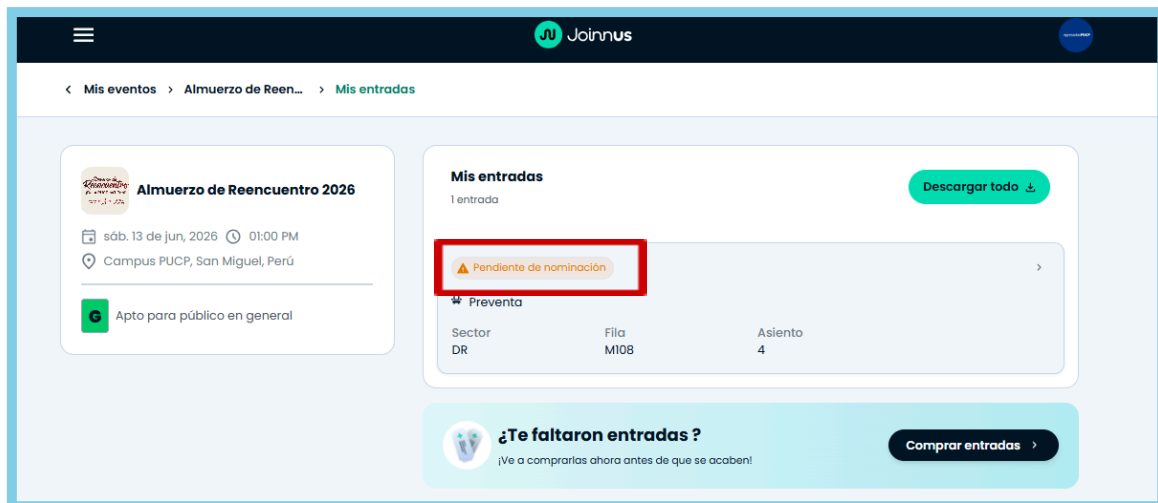 Joinnus
< Mis eventos > Almuerzo de Reen... > Mis entradas
Almuerzo de Reencuentro 2026
sáb. 13 de jun, 2026 01:00 PM
Campus PUCP, San Miguel, Perú
G Apto para público en general
Mis entradas
1 entrada
Descargar todo
Pendiente de nominación
Preventa
Sector Fila Asiento
DR M108 4
¿Te faltaron entradas ?
¡Ve a comprarlas ahora antes de que se acaben!
Comprar entradas >